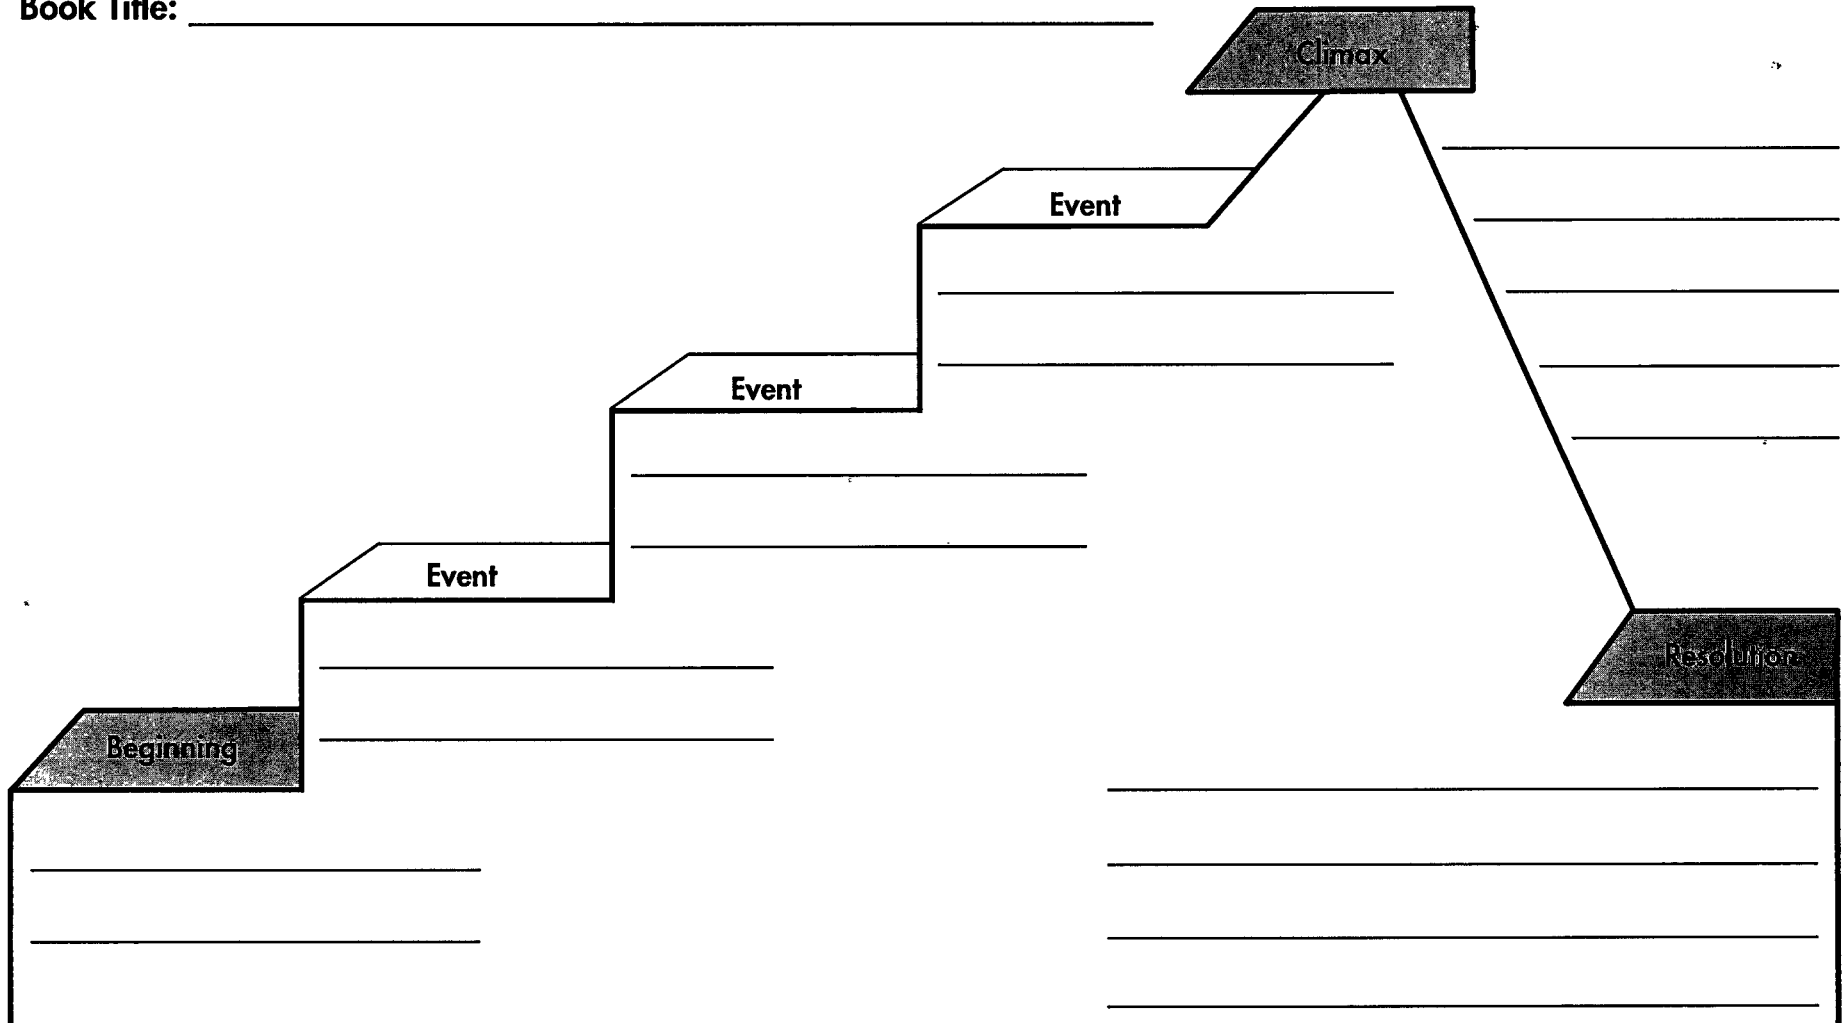 Book Title:
Climax
Event
Event
Event
Resolution
Beginning